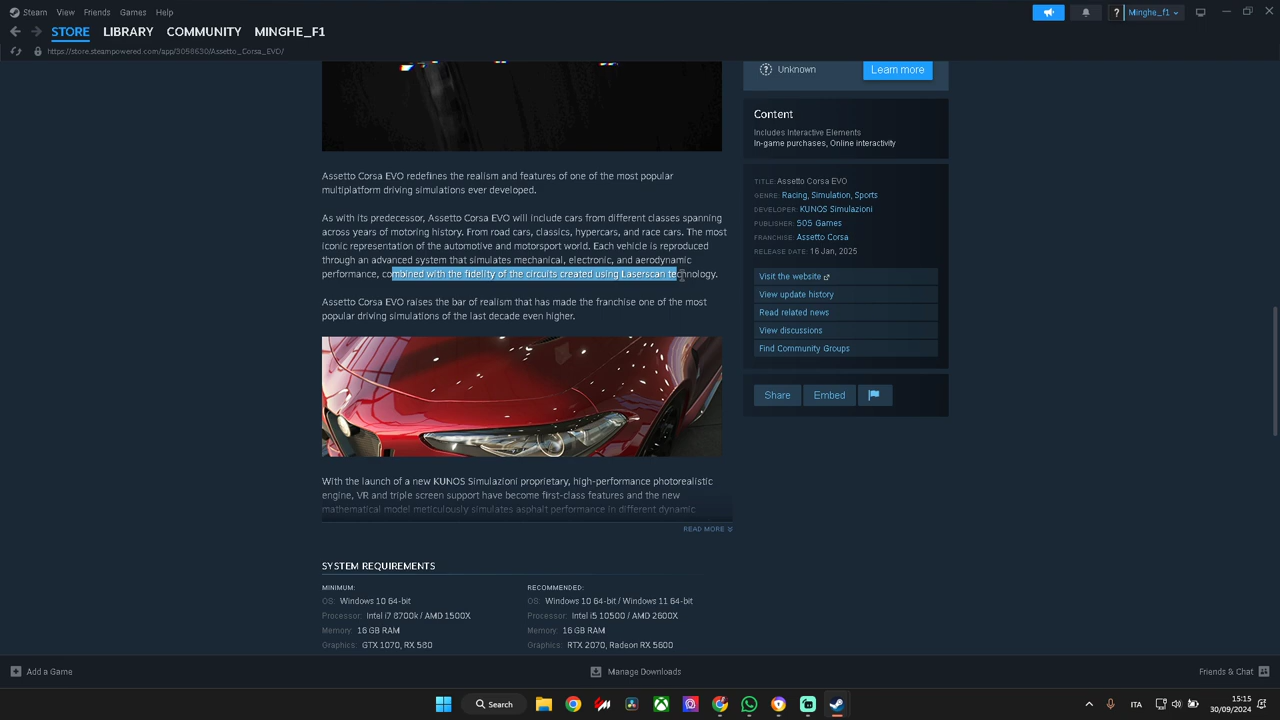 Steam View Friends Games Help
? Minghe_f1
STORE LIBRARY COMMUNITY MINGHE_F1
https://store.steampowered.com/app/3058630/Assetto_Corsa_EVO/
Unknown
Learn more
Content
Includes Interactive Elements
In-game purchases, Online interactivity
Assetto Corsa EVO redefines the realism and features of one of the most popular
multiplatform driving simulations ever developed.
As with its predecessor, Assetto Corsa EVO will include cars from different classes spanning
across years of motoring history. From road cars, classics, hypercars, and race cars. The most
iconic representation of the automotive and motorsport world. Each vehicle is reproduced
through an advanced system that simulates mechanical, electronic, and aerodynamic
performance, combined with the fidelity of the circuits created using Laserscan technology.
Assetto Corsa EVO raises the bar of realism that has made the franchise one of the most
popular driving simulations of the last decade even higher.
TITLE: Assetto Corsa EVO
GENRE: Racing, Simulation, Sports
DEVELOPER: KUNOS Simulazioni
PUBLISHER: 505 Games
FRANCHISE: Assetto Corsa
RELEASE DATE: 16 Jan, 2025
Visit the website
View update history
Read related news
View discussions
Find Community Groups
Share
Embed
With the launch of a new KUNOS Simulazioni proprietary, high-performance photorealistic
engine, VR and triple screen support have become first-class features and the new
mathematical model meticulously simulates asphalt performance in different dynamic
READ MORE
SYSTEM REQUIREMENTS
MINIMUM:
OS: Windows 10 64-bit
Processor: Intel i7 8700k / AMD 1500X
Memory: 16 GB RAM
Graphics: GTX 1070, RX 580
RECOMMENDED:
OS: Windows 10 64-bit / Windows 11 64-bit
Processor: Intel i5 10500 / AMD 2600X
Memory: 16 GB RAM
Graphics: RTX 2070, Radeon RX 5600
Add a Game
Manage Downloads
Friends & Chat
Search
ITA
15:15
30/09/2024